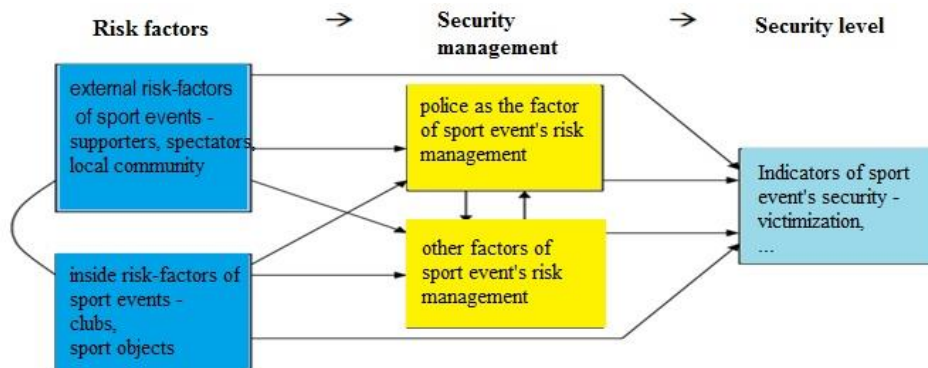 Risk factors
Security
management
Security level
external risk-factors
of sport events -
supporters, spectators,
local community
inside risk-factors of
sport events -
clubs,
sport objects
police as the factor
of sport event's risk
management
other factors of
sport event's risk
management
Indicators of sport
event's security -
victimization,
...